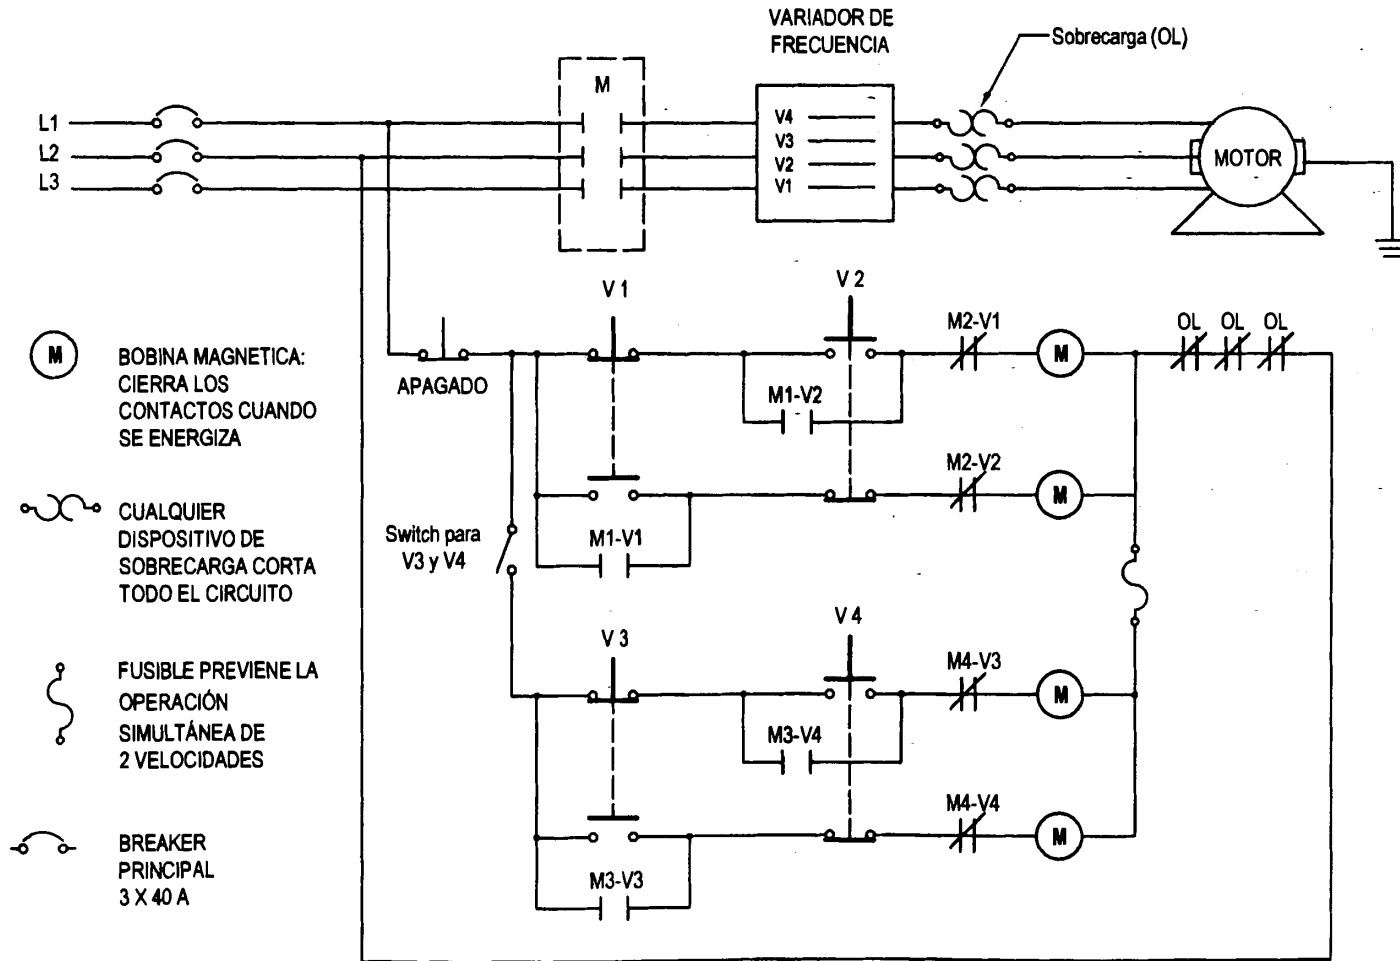 VARIADOR DE
FRECUENCIA
Sobrecarga (OL)
M
L1
L2
L3
V4
V3
V2
V1
MOTOR
V 1
V 2
M
BOBINA MAGNETICA:
CIERRA LOS
CONTACTOS CUANDO
SE ENERGIZA
APAGADO
M1-V2
M2-V1
M
OL
OL
OL
M2-V2
M
CUALQUIER
DISPOSITIVO DE
SOBRECARGA CORTA
TODO EL CIRCUITO
Switch para
V3 y V4
M1-V1
V 3
V 4
FUSIBLE PREVIENE LA
OPERACIÓN
SIMULTÁNEA DE
2 VELOCIDADES
M4-V3
M
M3-V4
M4-V4
M
BREAKER
PRINCIPAL
3 X 40 A
M3-V3